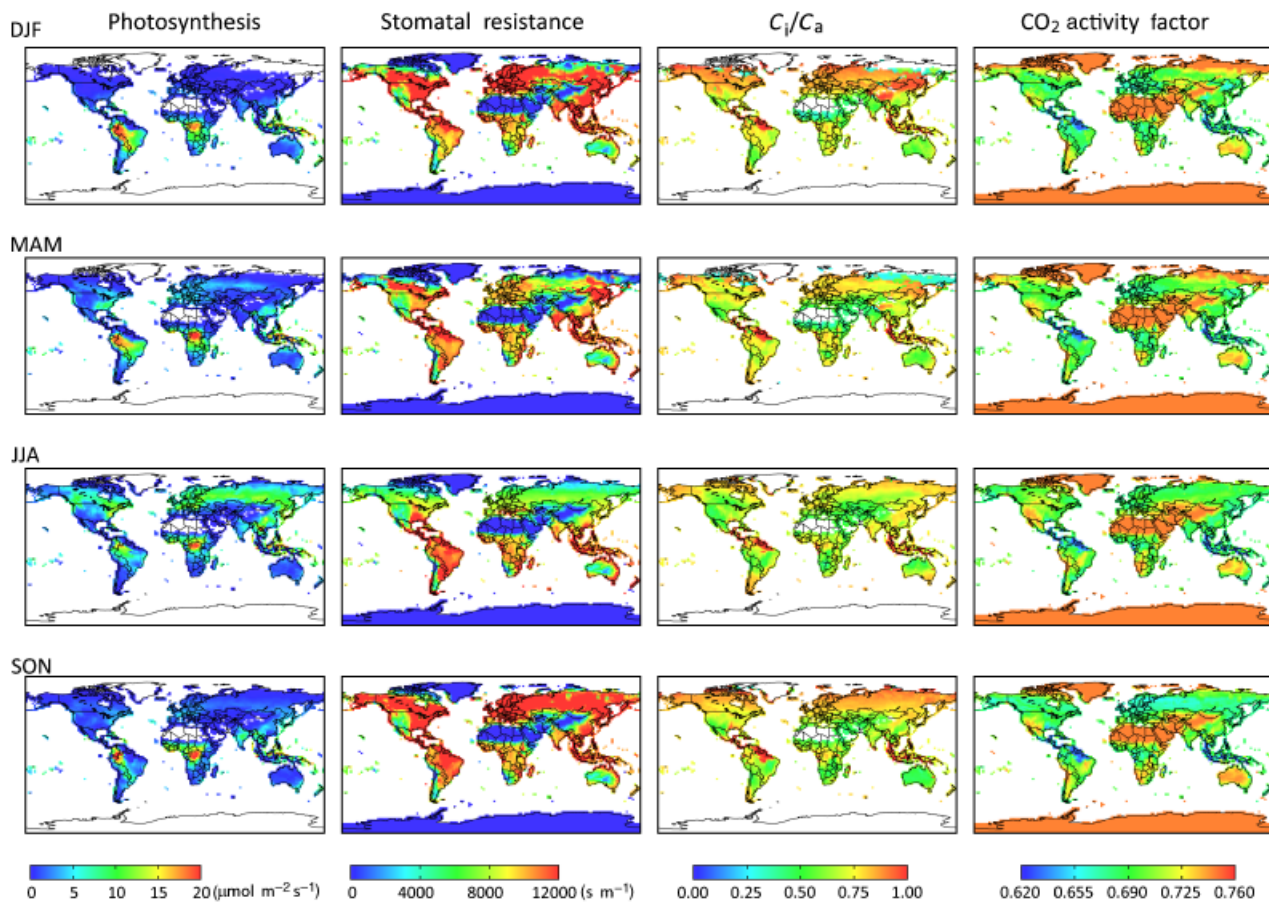 DJF Photosynthesis Stomatal resistance Cᵢ/Cₐ CO₂ activity factor
MAM
JJA
SON
0 5 10 15 20 (μmol m⁻² s⁻¹) 0 4000 8000 12000 (s m⁻¹) 0.00 0.25 0.50 0.75 1.00 0.620 0.655 0.690 0.725 0.760